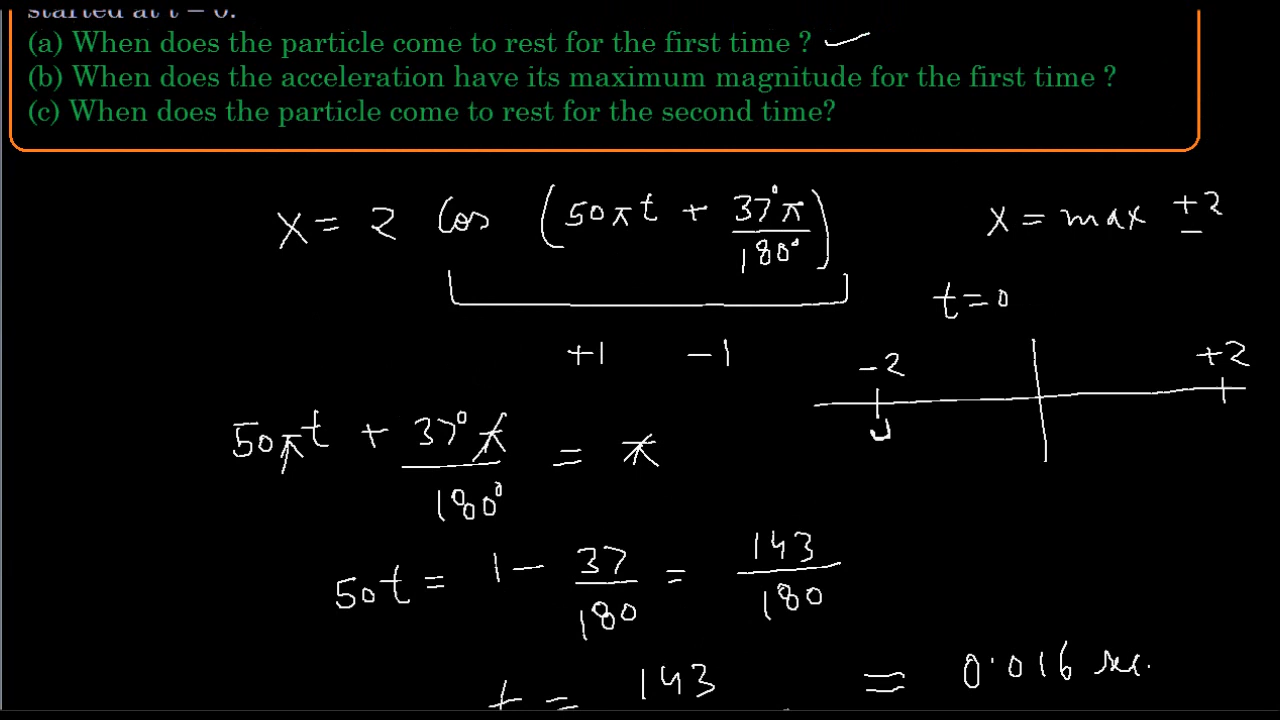 started at t = 0.
(a) When does the particle come to rest for the first time ? ✓
(b) When does the acceleration have its maximum magnitude for the first time ?
(c) When does the particle come to rest for the second time?
X = 2 Cos (50πt + 37°π/180°)
X = max ±2
t=0
+1 -1
-2 +2
50πt + 37°π/180° = π
50t = 1 - 37/180 = 143/180
t = 143 = 0.016 sec.